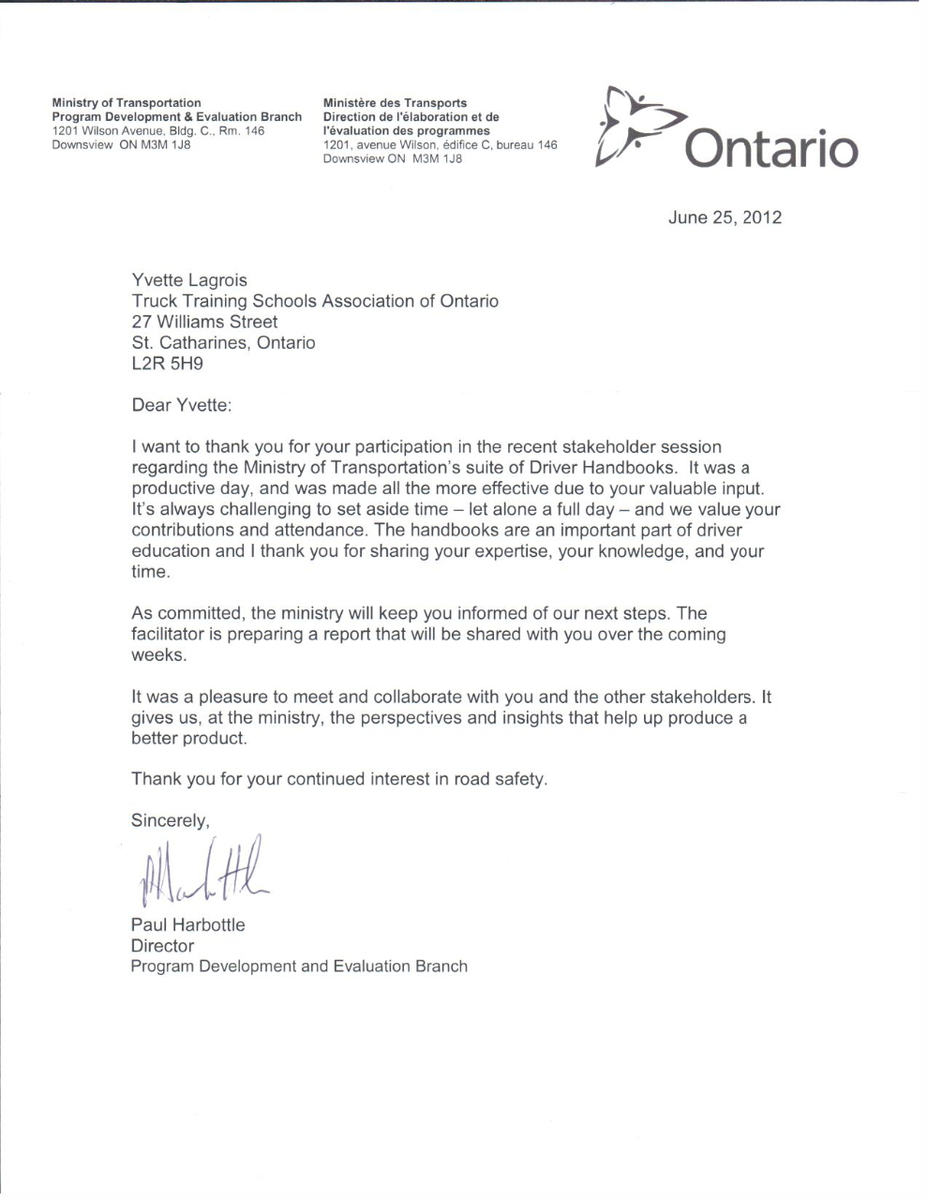 Ministry of Transportation
Program Development & Evaluation Branch
1201 Wilson Avenue, Bldg. C., Rm. 146
Downsview  ON M3M 1J8
Ministère des Transports
Direction de l'élaboration et de
l'évaluation des programmes
1201, avenue Wilson, édifice C, bureau 146
Downsview ON  M3M 1J8
Ontario
June 25, 2012
Yvette Lagrois
Truck Training Schools Association of Ontario
27 Williams Street
St. Catharines, Ontario
L2R 5H9
Dear Yvette:
I want to thank you for your participation in the recent stakeholder session
regarding the Ministry of Transportation's suite of Driver Handbooks.  It was a
productive day, and was made all the more effective due to your valuable input.
It's always challenging to set aside time – let alone a full day – and we value your
contributions and attendance. The handbooks are an important part of driver
education and I thank you for sharing your expertise, your knowledge, and your
time.
As committed, the ministry will keep you informed of our next steps. The
facilitator is preparing a report that will be shared with you over the coming
weeks.
It was a pleasure to meet and collaborate with you and the other stakeholders. It
gives us, at the ministry, the perspectives and insights that help up produce a
better product.
Thank you for your continued interest in road safety.
Sincerely,
Paul Harbottle
Director
Program Development and Evaluation Branch